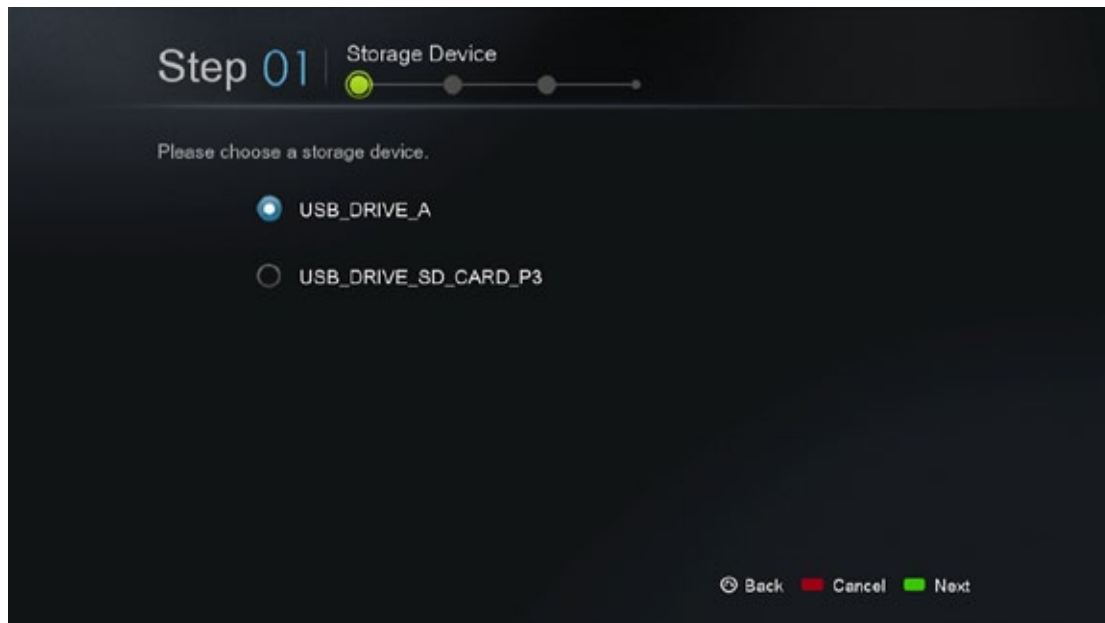 Step 01
Storage Device
Please choose a storage device.
USB_DRIVE_A
USB_DRIVE_SD_CARD_P3
Back Cancel Next